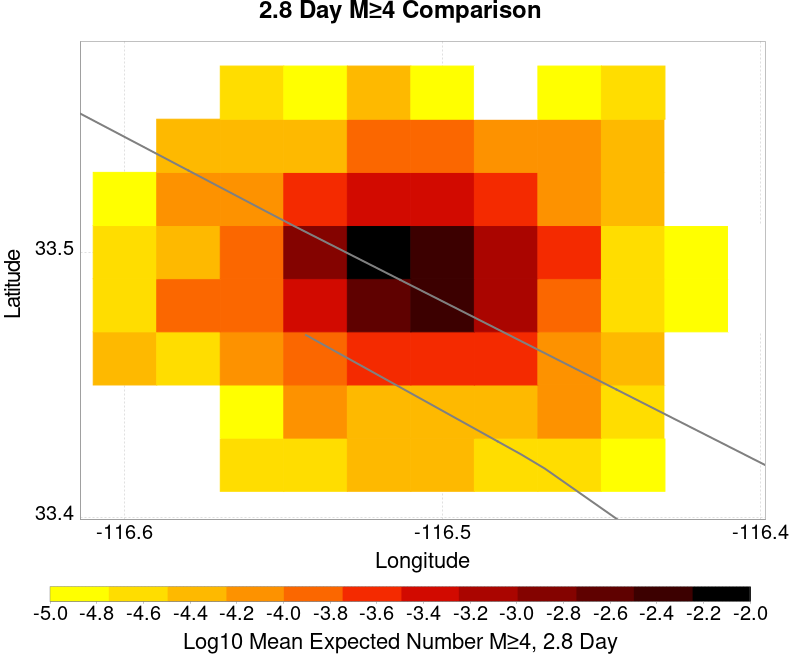 2.8 Day M≥4 Comparison
Latitude
33.5
33.4
-116.6 -116.5 -116.4
Longitude
-5.0 -4.8 -4.6 -4.4 -4.2 -4.0 -3.8 -3.6 -3.4 -3.2 -3.0 -2.8 -2.6 -2.4 -2.2 -2.0
Log10 Mean Expected Number M≥4, 2.8 Day